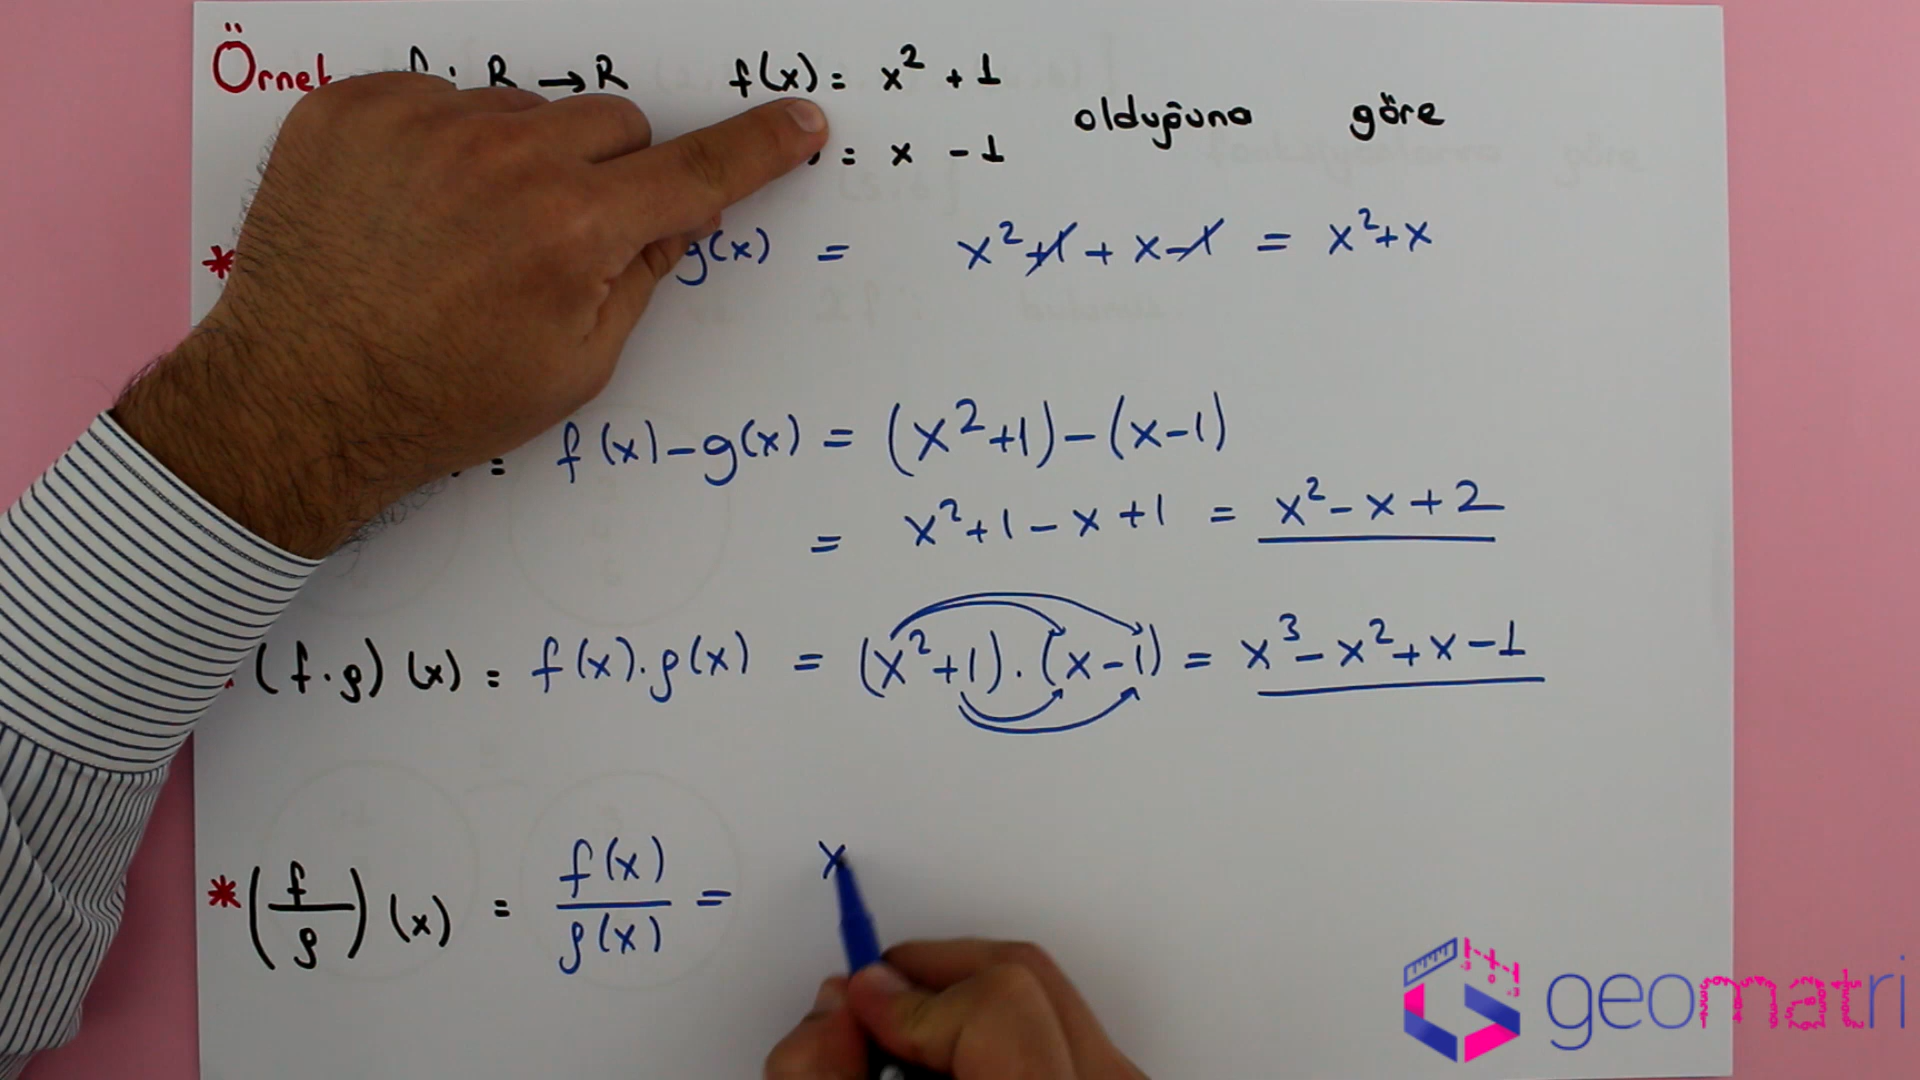 Örnek f : R → R f(x) = x² + 1
= x - 1 olduğuna göre
* g(x) = x² + 1 + x - 1 = x² + x
= f(x) - g(x) = (x² + 1) - (x - 1)
= x² + 1 - x + 1 = x² - x + 2
(f . g) (x) = f(x) . g(x) = (x² + 1) . (x - 1) = x³ - x² + x - 1
* (f/g) (x) = f(x)/g(x) = x
geomatri